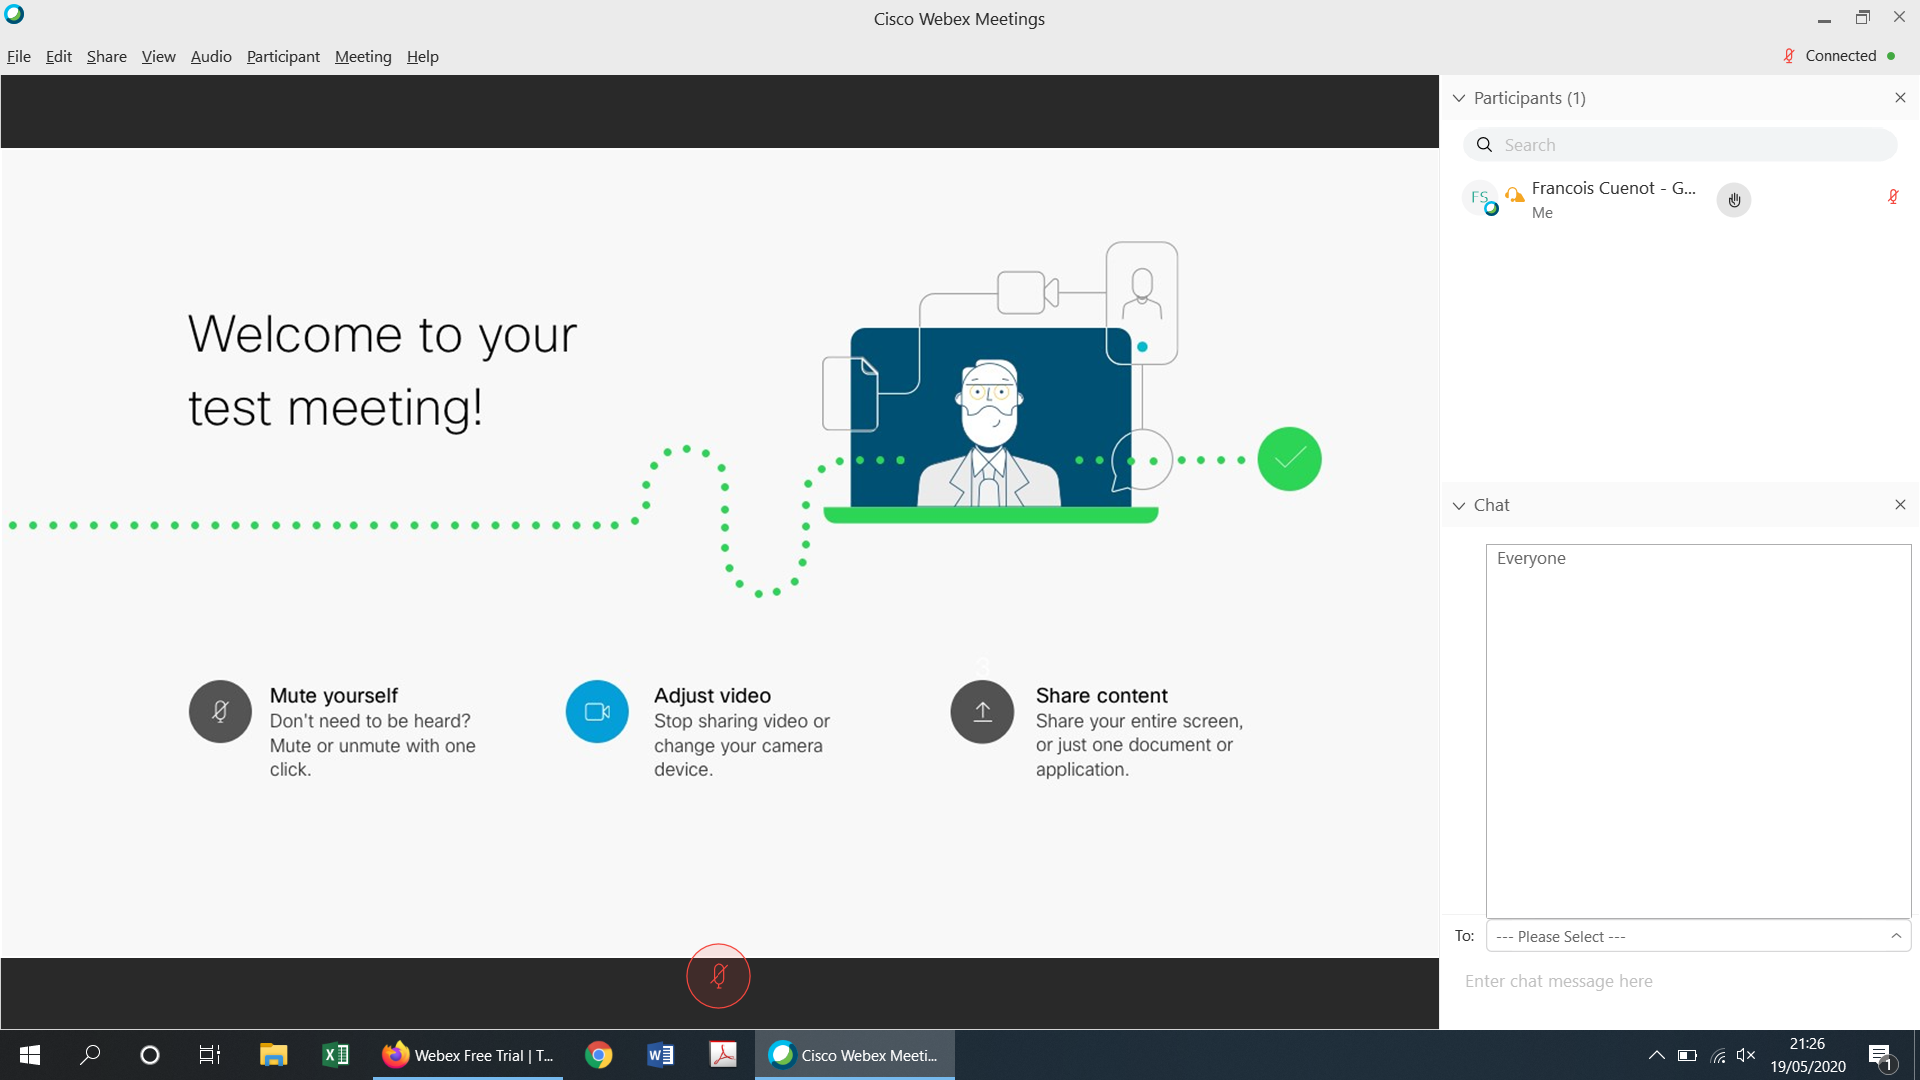 Cisco Webex Meetings
File Edit Share View Audio Participant Meeting Help
Connected
Participants (1)
Search
FS
Francois Cuenot - G...
Me
Welcome to your
test meeting!
Chat
Everyone
Mute yourself
Don't need to be heard?
Mute or unmute with one
click.
Adjust video
Stop sharing video or
change your camera
device.
Share content
Share your entire screen,
or just one document or
application.
To:
--- Please Select ---
Enter chat message here
Webex Free Trial | T...
Cisco Webex Meeti...
21:26
19/05/2020
1